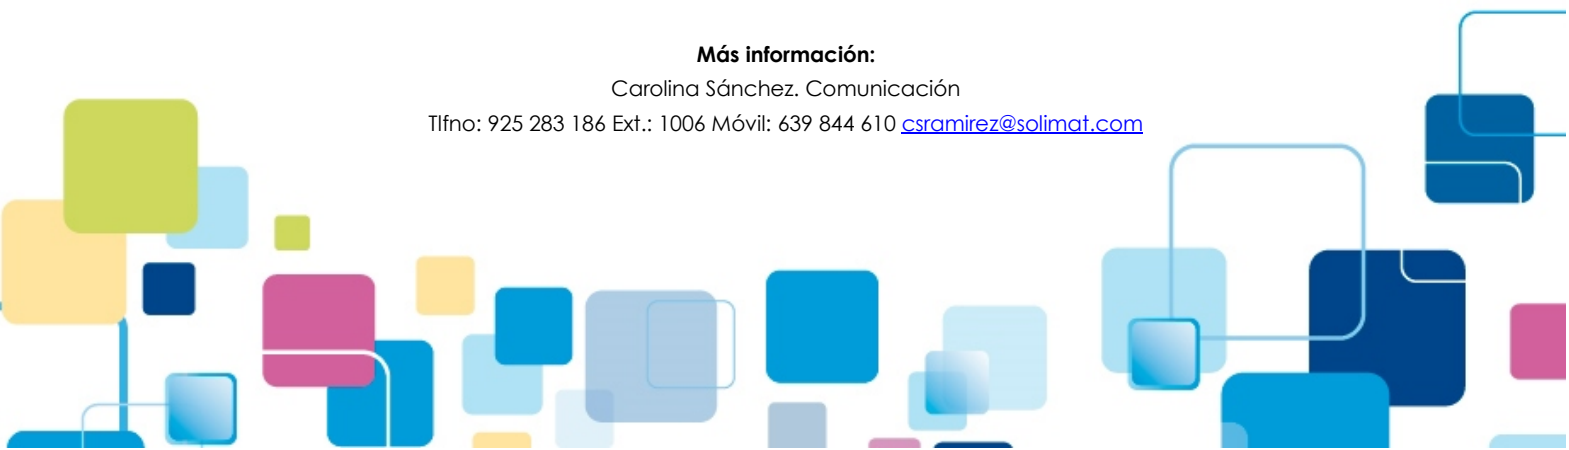 Más información:
Carolina Sánchez. Comunicación
Tlfno: 925 283 186 Ext.: 1006 Móvil: 639 844 610 csramirez@solimat.com